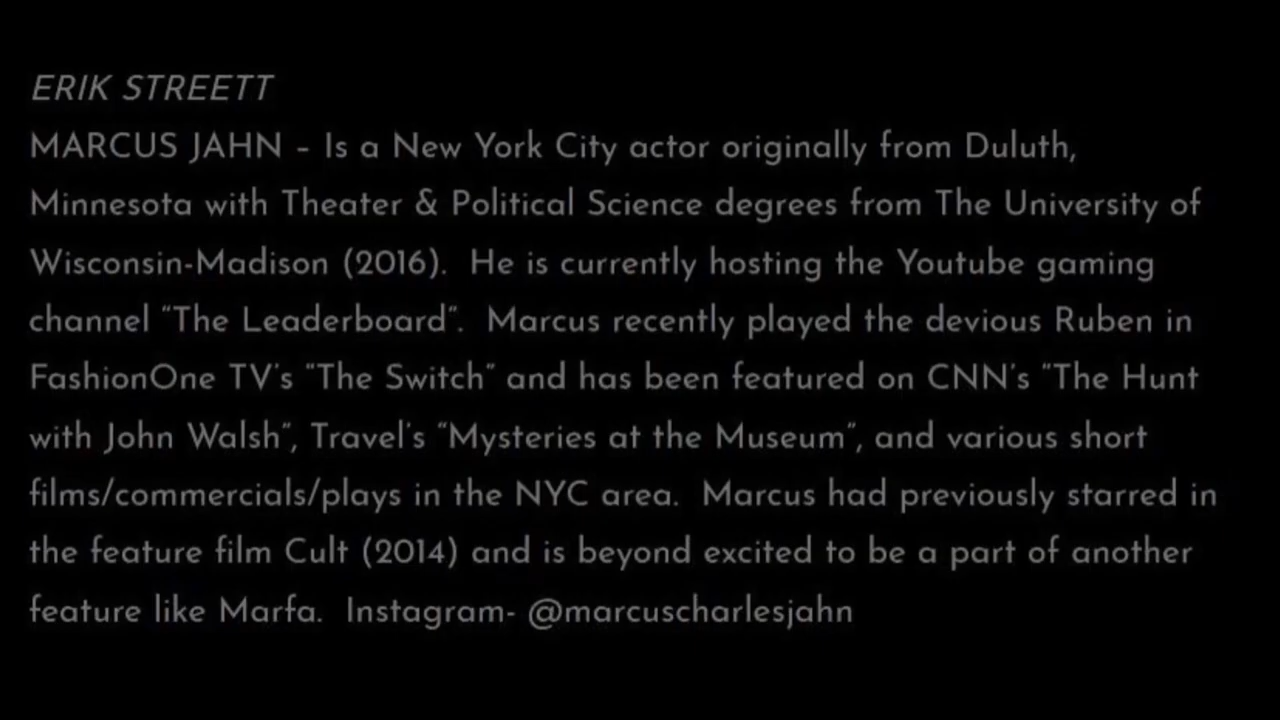 ERIK STREETT
MARCUS JAHN – Is a New York City actor originally from Duluth,
Minnesota with Theater & Political Science degrees from The University of
Wisconsin-Madison (2016).  He is currently hosting the Youtube gaming
channel “The Leaderboard”.  Marcus recently played the devious Ruben in
FashionOne TV’s “The Switch” and has been featured on CNN’s “The Hunt
with John Walsh”, Travel’s “Mysteries at the Museum”, and various short
films/commercials/plays in the NYC area.  Marcus had previously starred in
the feature film Cult (2014) and is beyond excited to be a part of another
feature like Marfa.  Instagram- @marcuscharlesjahn